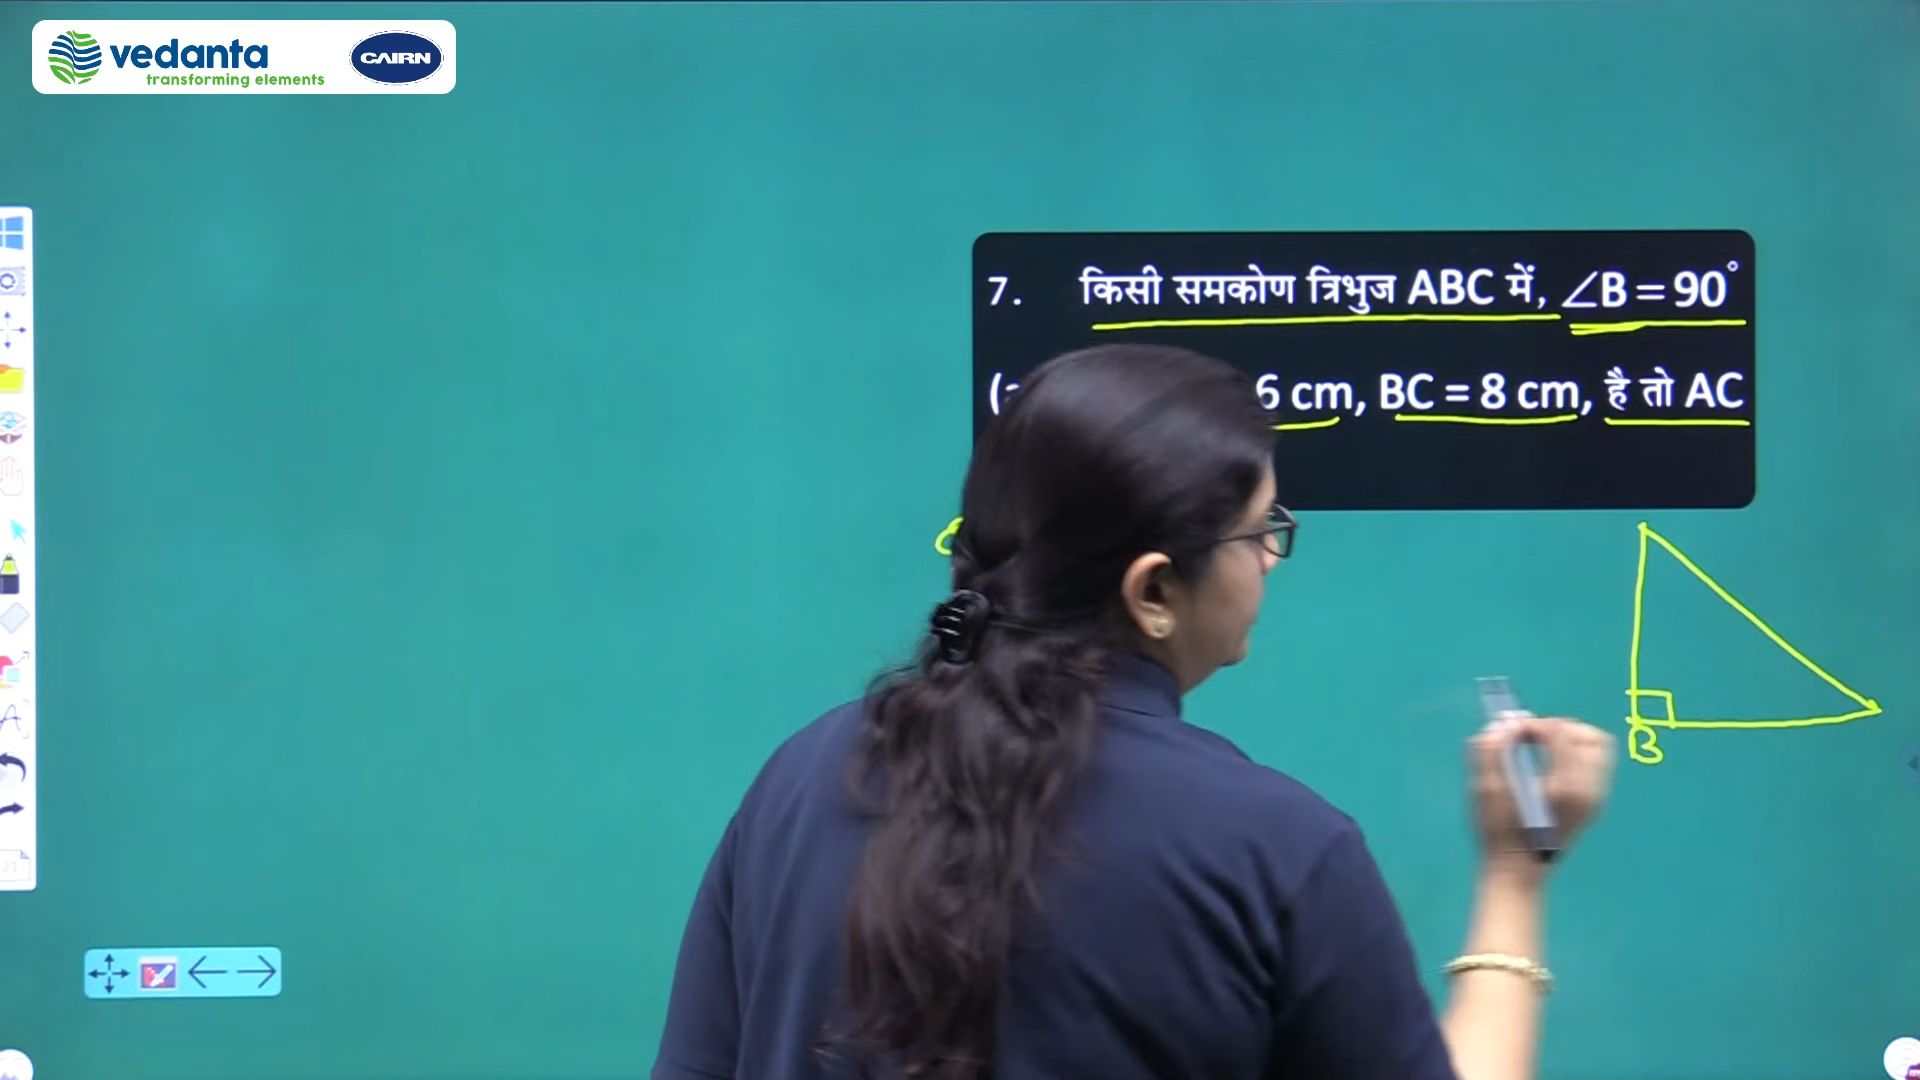 vedanta
transforming elements
CAIRN
7. किसी समकोण त्रिभुज ABC में, ∠B = 90°
6 cm, BC = 8 cm, है तो AC
B